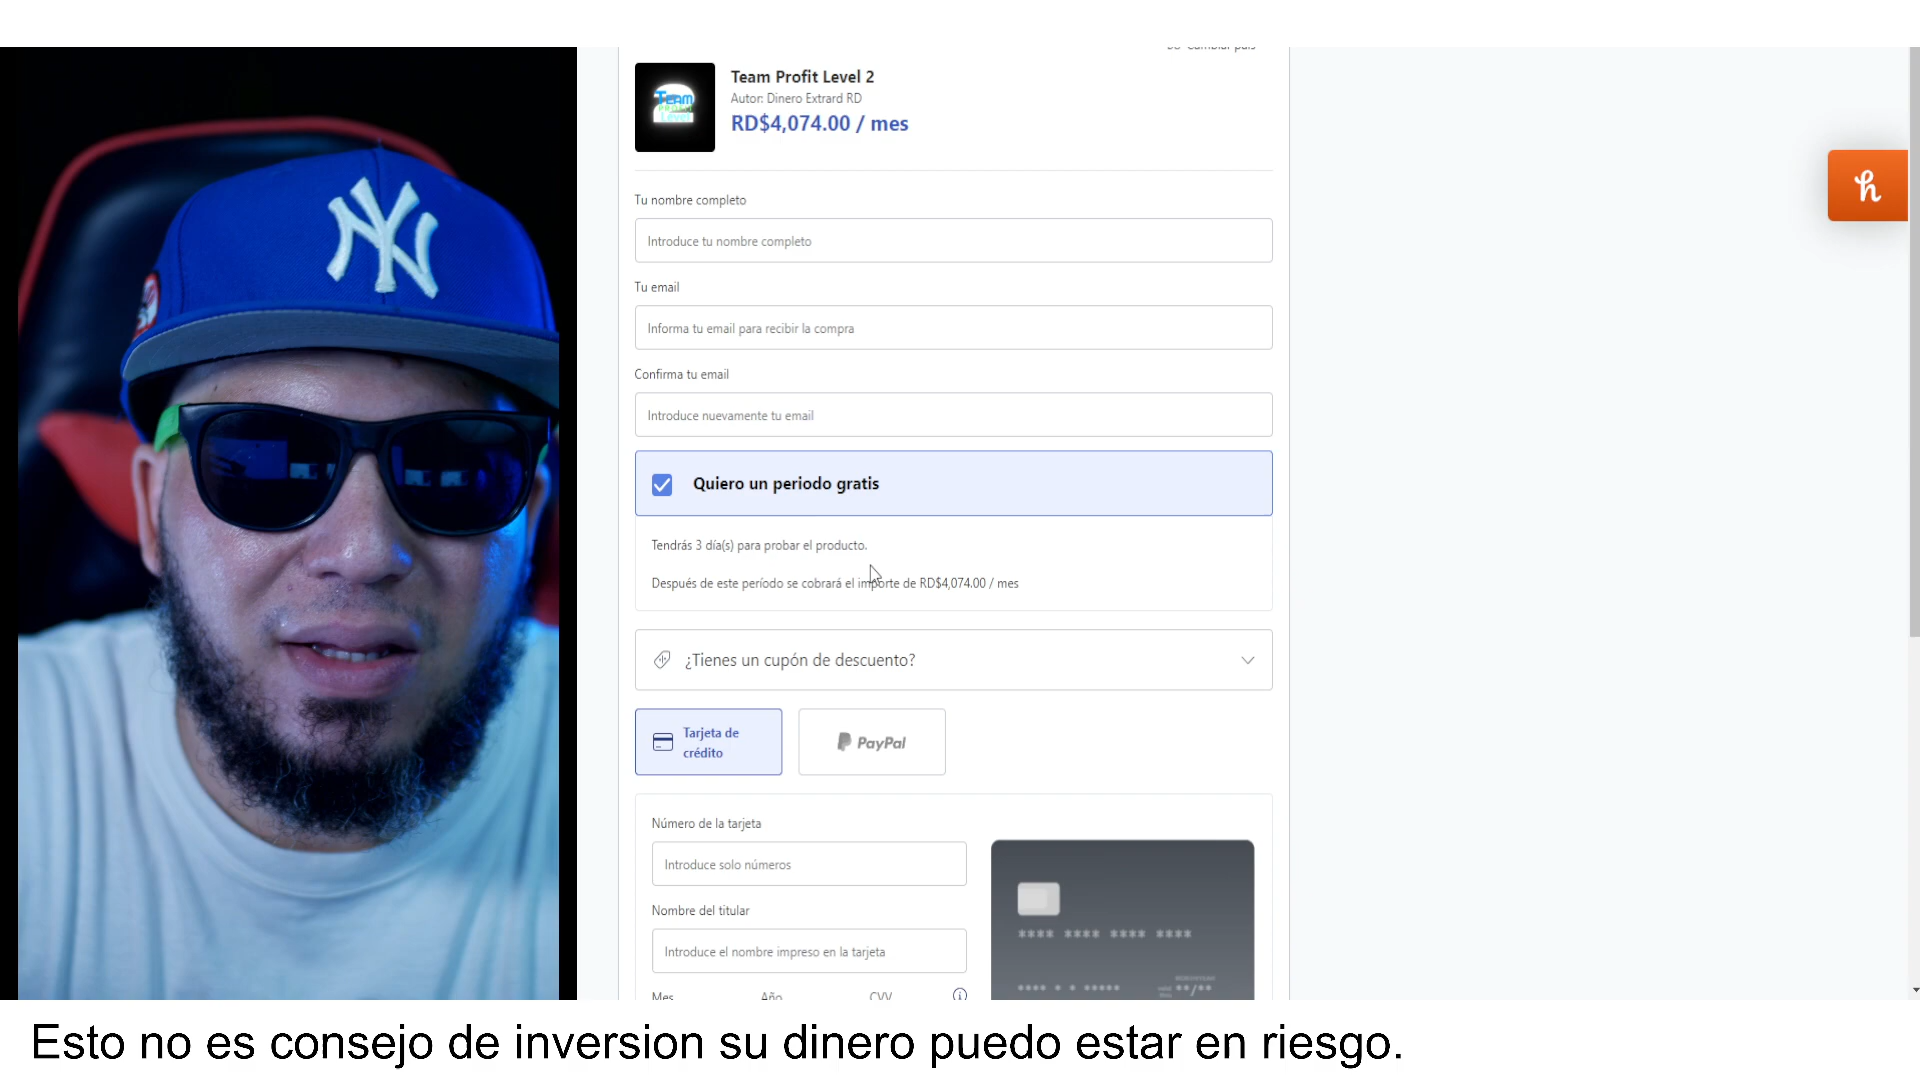 Team Profit Level 2
Autor: Dinero Extrard RD
RD$4,074.00 / mes
Tu nombre completo
Introduce tu nombre completo
Tu email
Informa tu email para recibir la compra
Confirma tu email
Introduce nuevamente tu email
Quiero un periodo gratis
Tendrás 3 día(s) para probar el producto.
Después de este período se cobrará el importe de RD$4,074.00 / mes
¿Tienes un cupón de descuento?
Tarjeta de
crédito
PayPal
Número de la tarjeta
Introduce solo números
Nombre del titular
Introduce el nombre impreso en la tarjeta
Mes Año CVV
**** **** **** ****
Esto no es consejo de inversion su dinero puedo estar en riesgo.